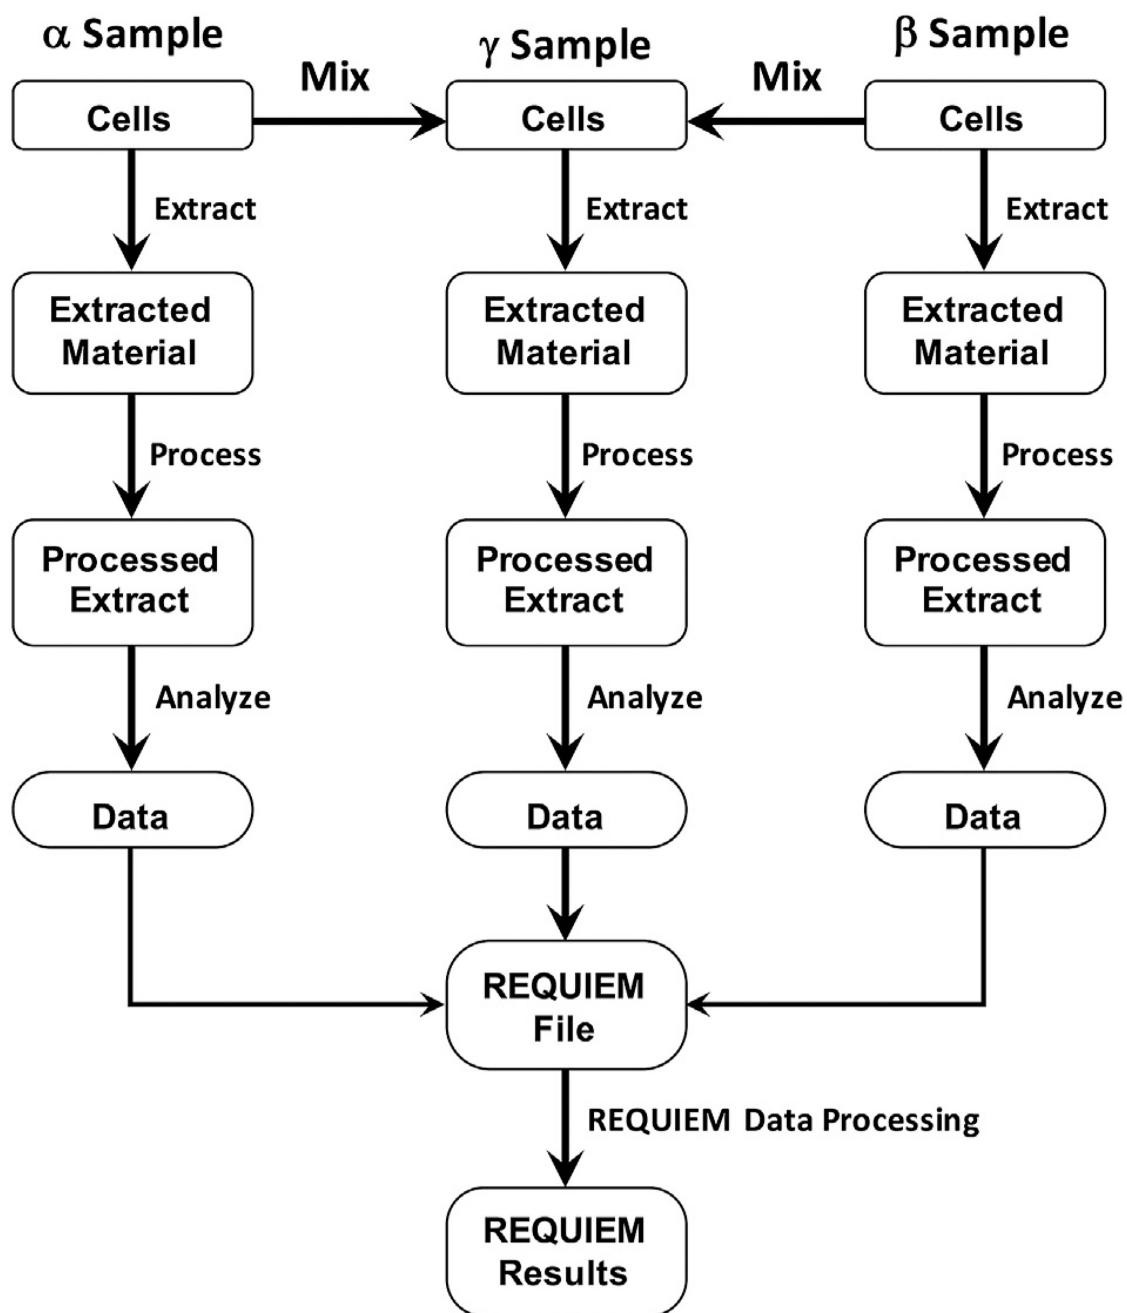 α Sample
γ Sample
β Sample
Mix
Mix
Cells
Cells
Cells
Extract
Extract
Extract
Extracted
Material
Extracted
Material
Extracted
Material
Process
Process
Process
Processed
Extract
Processed
Extract
Processed
Extract
Analyze
Analyze
Analyze
Data
Data
Data
REQUIEM
File
REQUIEM Data Processing
REQUIEM
Results